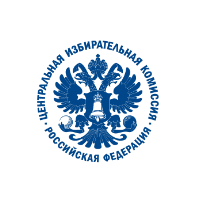 ЦЕНТРАЛЬНАЯ ИЗБИРАТЕЛЬНАЯ КОМИССИЯ
РОССИЙСКАЯ ФЕДЕРАЦИЯ